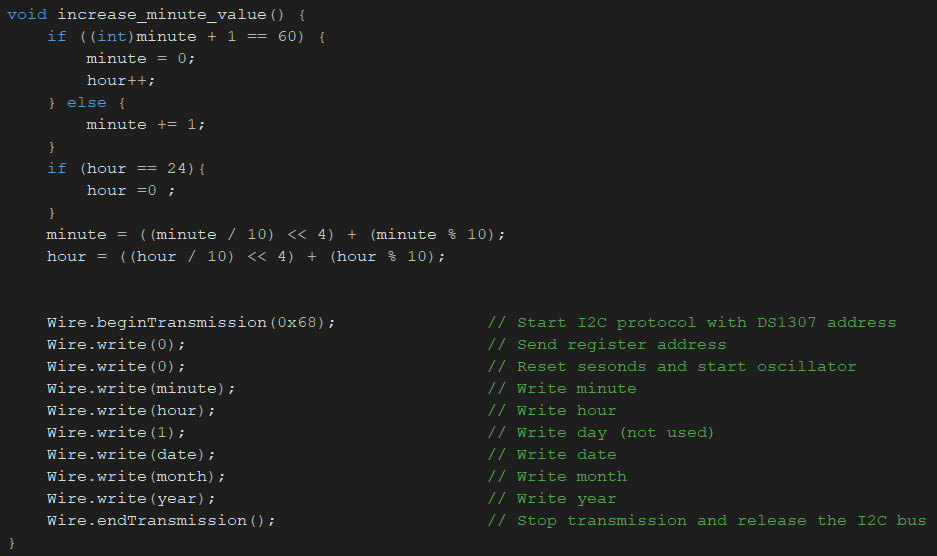 void increase_minute_value() {
    if ((int)minute + 1 == 60) {
        minute = 0;
        hour++;
    } else {
        minute += 1;
    }
    if (hour == 24){
        hour =0 ;
    }
    minute = ((minute / 10) << 4) + (minute % 10);
    hour = ((hour / 10) << 4) + (hour % 10);


    Wire.beginTransmission(0x68);               // Start I2C protocol with DS1307 address
    Wire.write(0);                              // Send register address
    Wire.write(0);                              // Reset sesonds and start oscillator
    Wire.write(minute);                         // Write minute
    Wire.write(hour);                           // Write hour
    Wire.write(1);                              // Write day (not used)
    Wire.write(date);                           // Write date
    Wire.write(month);                          // Write month
    Wire.write(year);                           // Write year
    Wire.endTransmission();                     // Stop transmission and release the I2C bus
}